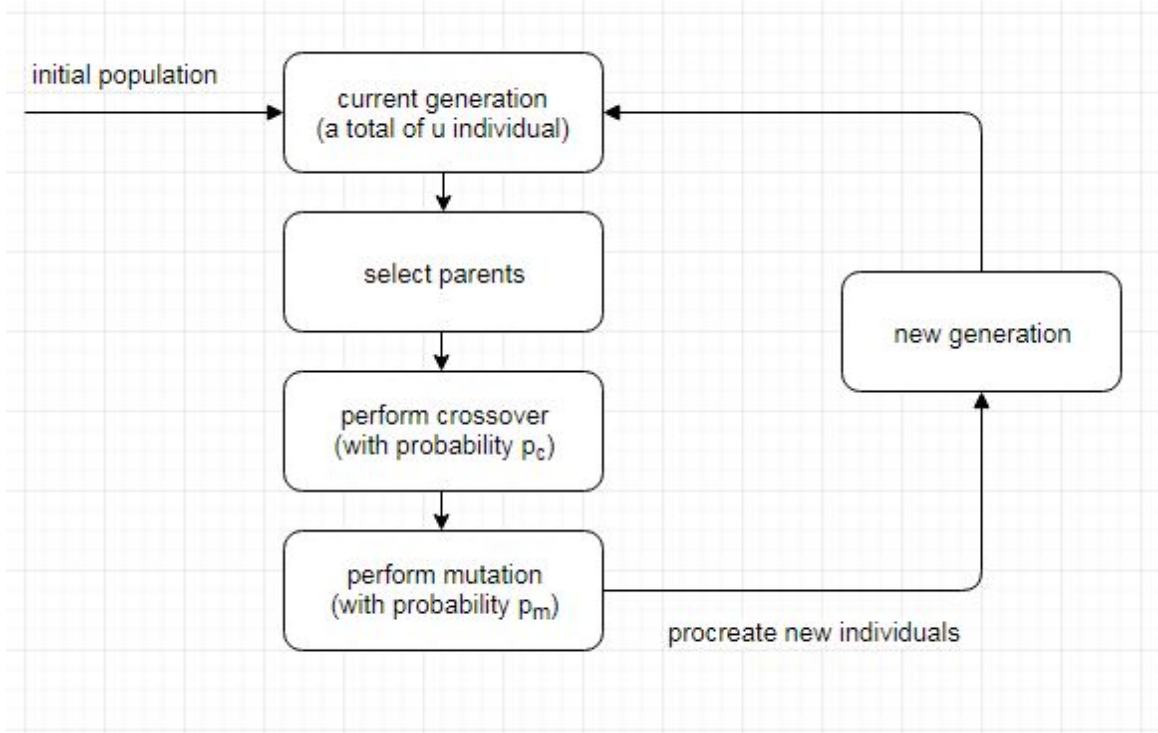 initial population
current generation
(a total of u individual)
select parents
perform crossover
(with probability pc)
perform mutation
(with probability pm)
procreate new individuals
new generation